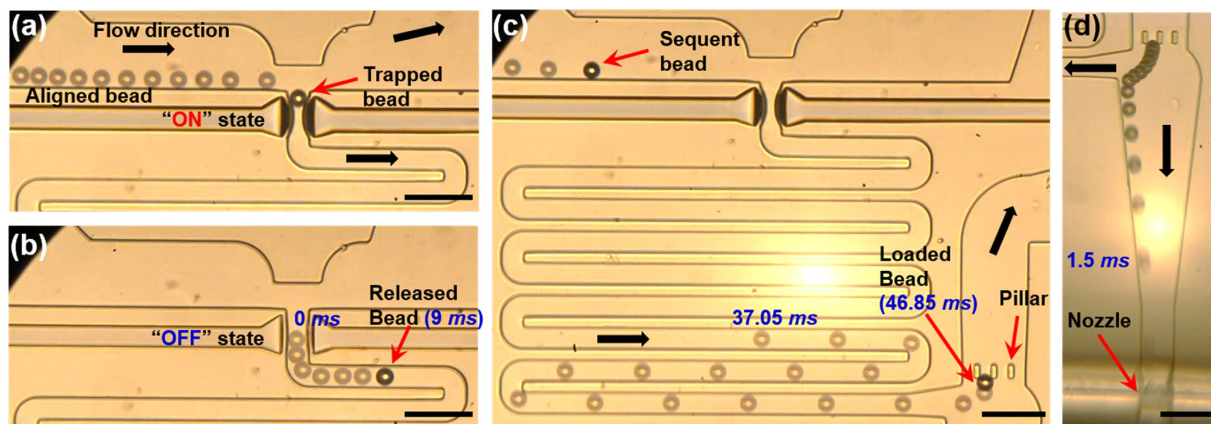 (a)
Flow direction
Trapped
bead
Aligned bead
“ON” state
(b)
0 ms
Released
Bead (9 ms)
“OFF” state
(c)
Sequent
bead
Loaded
Bead
(46.85 ms)
Pillar
37.05 ms
(d)
1.5 ms
Nozzle